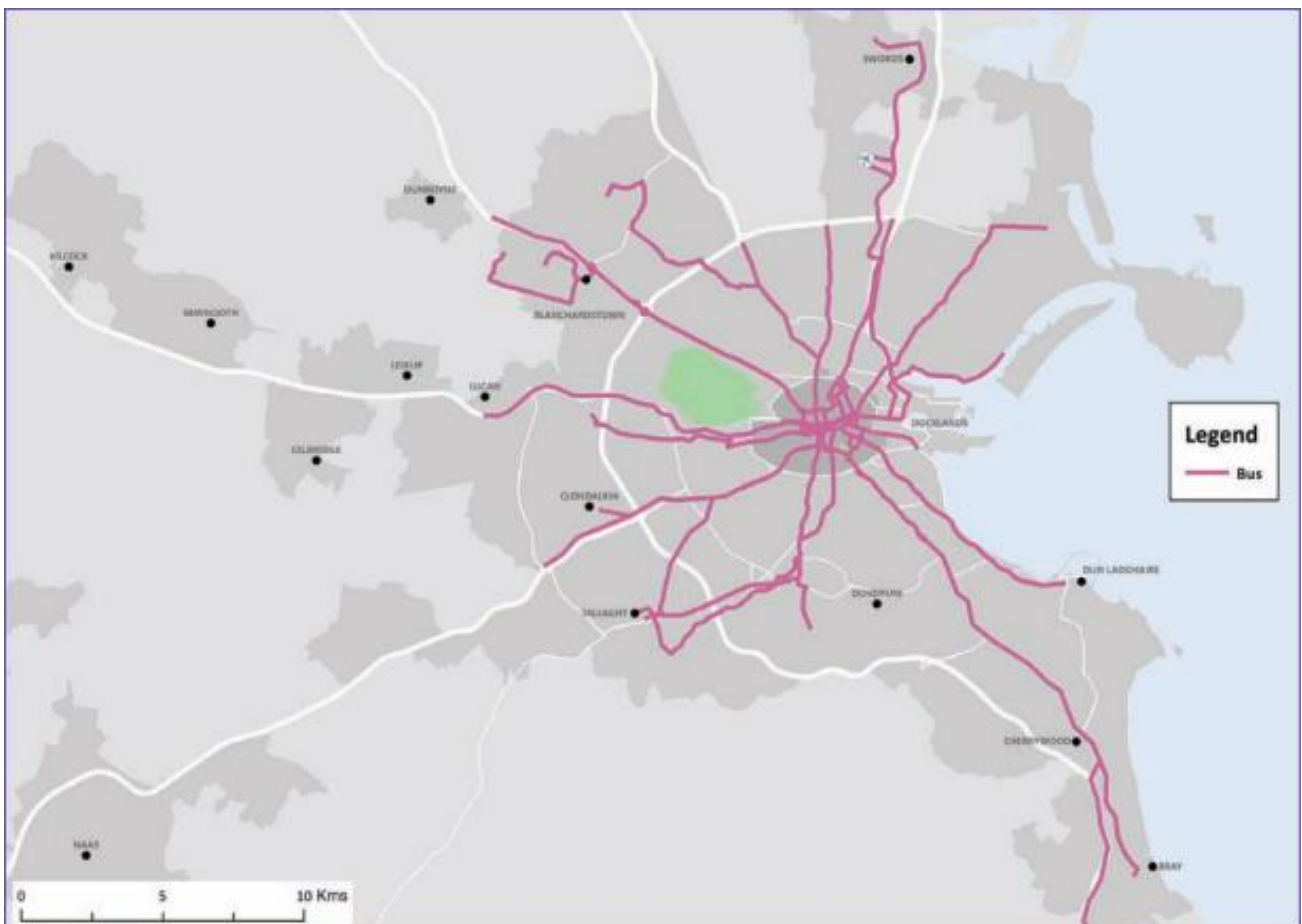 SWORDS
DUNBOYNE
KILCOCK
MAYNOOTH
BLANCHARDSTOWN
LEIXLIP
LUCAN
DOCKLANDS
CELBRIDGE
CLONDALKIN
Legend
Bus
DUN LAOGHAIRE
DUNDRUM
TALLAGHT
CHERRYWOOD
NAAS
BRAY
0 5 10 Kms